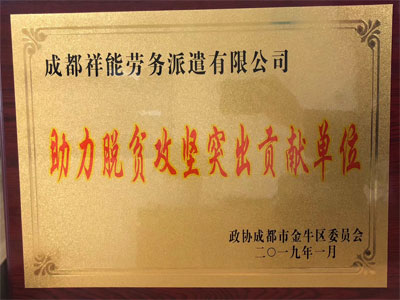 成都祥能劳务派遣有限公司
助力脱贫攻坚突出贡献单位
政协成都市金牛区委员会
二〇一九年一月